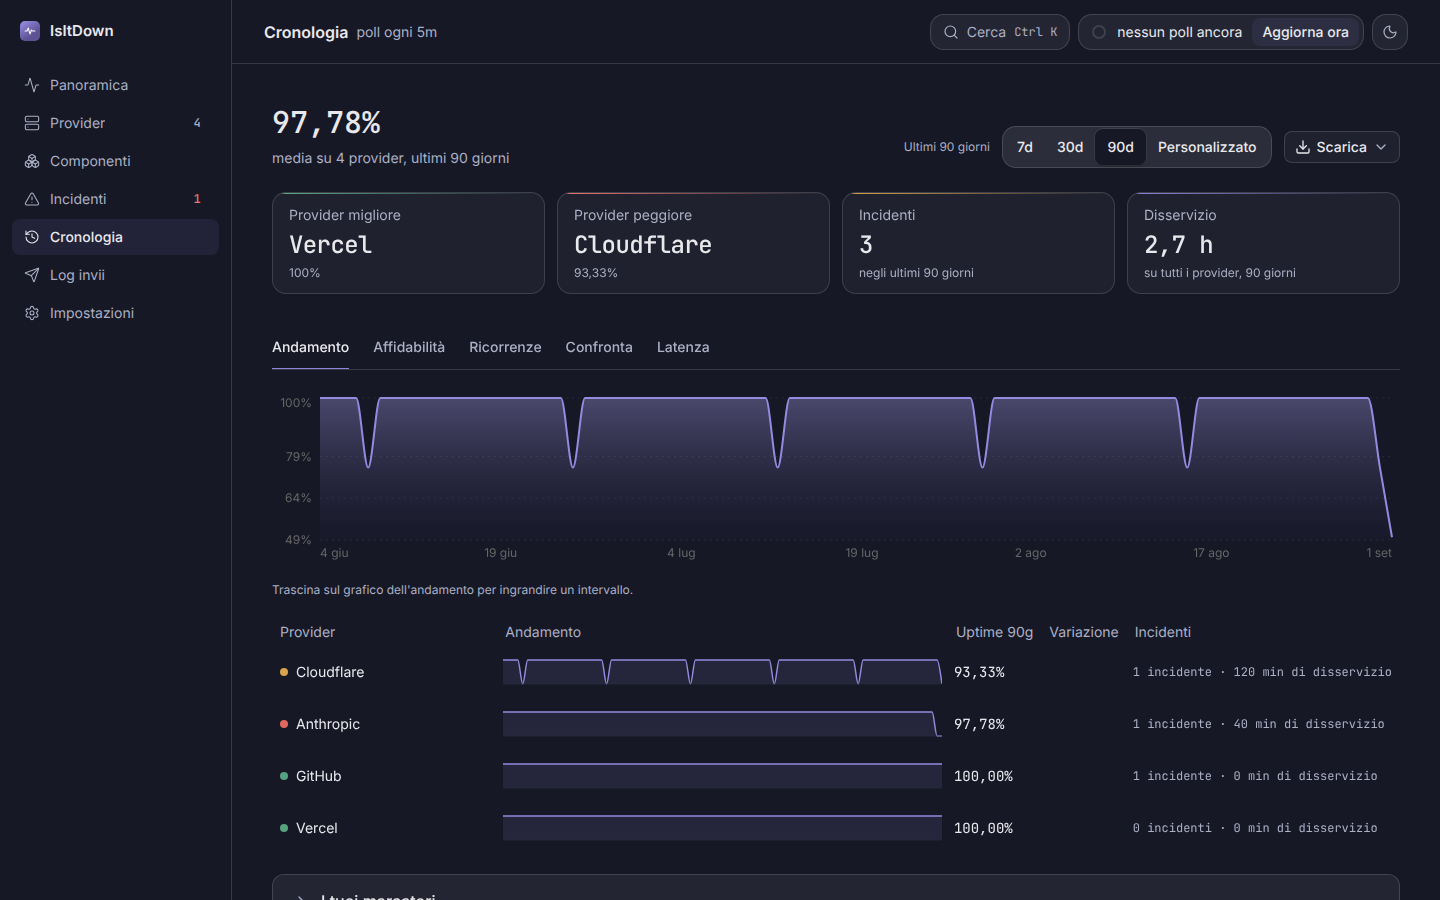 IsItDown
Cronologia poll ogni 5m
Cerca Ctrl K
nessun poll ancora Aggiorna ora
Panoramica
Provider 4
Componenti
Incidenti 1
Cronologia
Log invii
Impostazioni
97,78%
media su 4 provider, ultimi 90 giorni
Ultimi 90 giorni 7d 30d 90d Personalizzato Scarica
Provider migliore
Vercel
100%
Provider peggiore
Cloudflare
93,33%
Incidenti
3
negli ultimi 90 giorni
Disservizio
2,7 h
su tutti i provider, 90 giorni
Andamento Affidabilità Ricorrenze Confronta Latenza
100%
79%
64%
49%
4 giu 19 giu 4 lug 19 lug 2 ago 17 ago 1 set
Trascina sul grafico dell'andamento per ingrandire un intervallo.
Provider Andamento Uptime 90g Variazione Incidenti
Cloudflare 93,33% 1 incidente · 120 min di disservizio
Anthropic 97,78% 1 incidente · 40 min di disservizio
GitHub 100,00% 1 incidente · 0 min di disservizio
Vercel 100,00% 0 incidenti · 0 min di disservizio
I tuoi marcatori